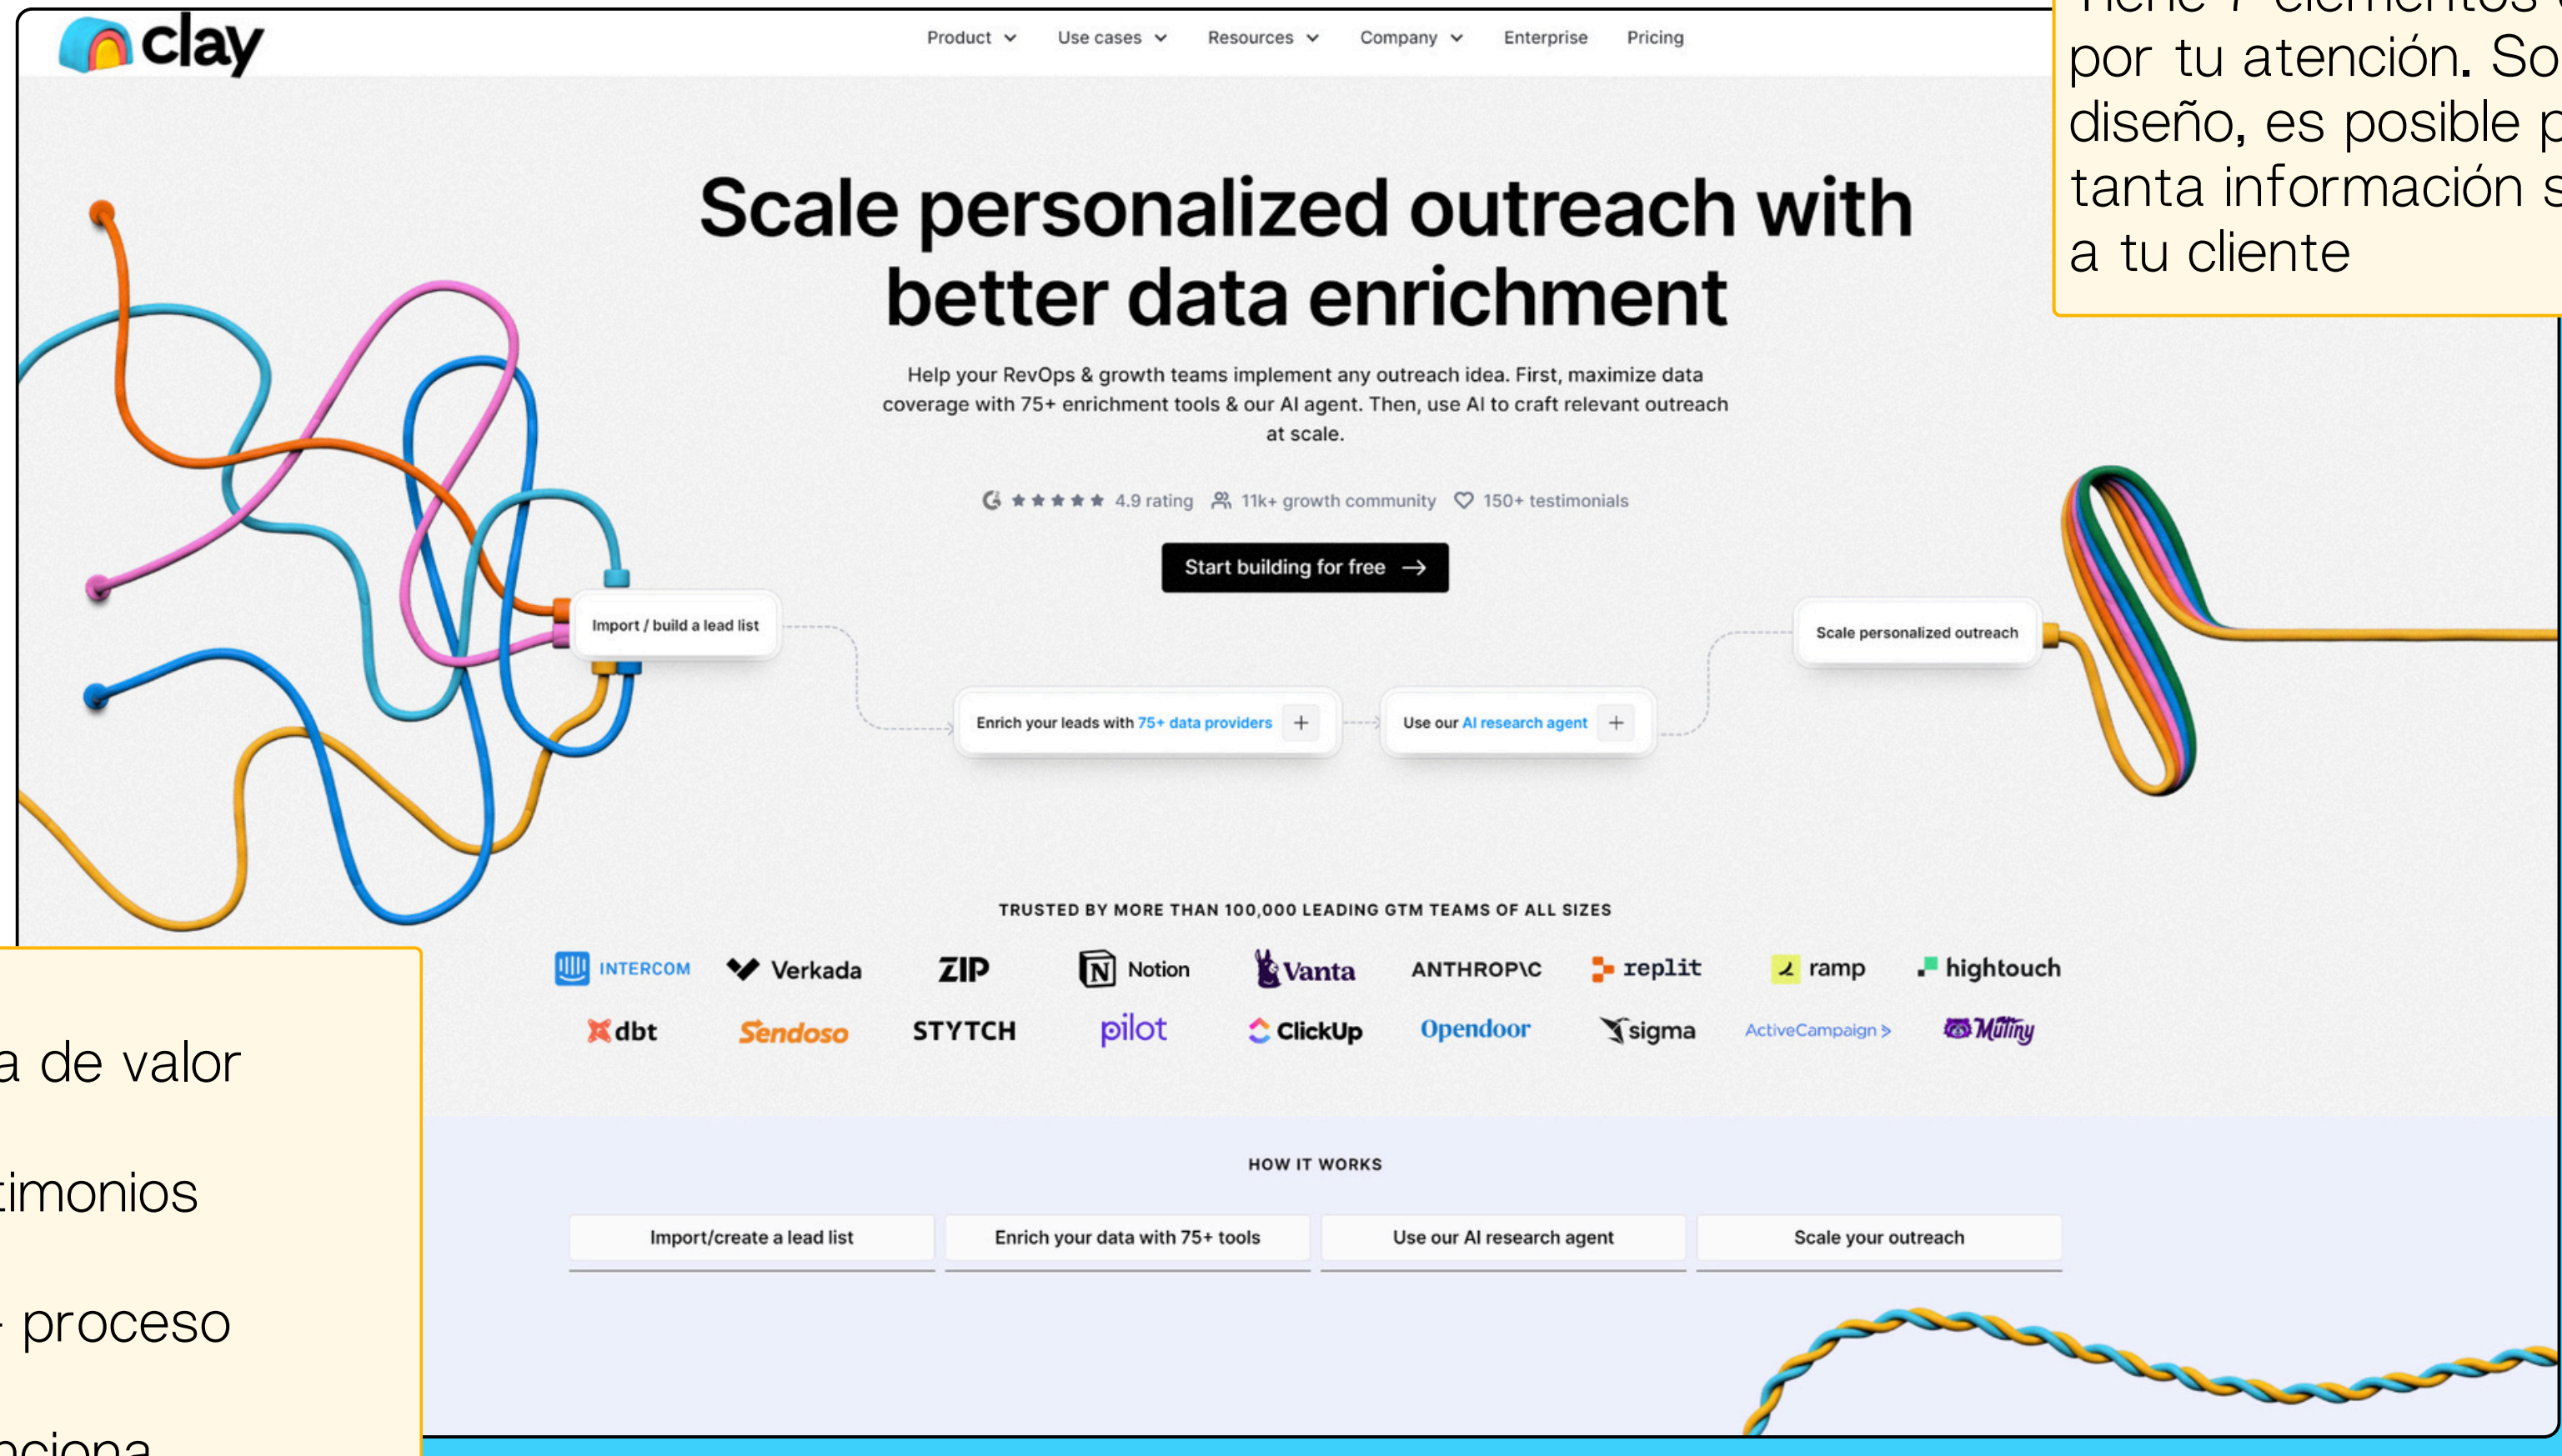 clay
Product Use cases Resources Company Enterprise Pricing
Tiene 7 elementos
por tu atención.
diseño, es posible
tanta información
a tu cliente
Scale personalized outreach with
better data enrichment
Help your RevOps & growth teams implement any outreach idea. First, maximize data
coverage with 75+ enrichment tools & our AI agent. Then, use AI to craft relevant outreach
at scale.
4.9 rating 11k+ growth community 150+ testimonials
Start building for free →
Import / build a lead list
Scale personalized outreach
Enrich your leads with 75+ data providers +
Use our AI research agent +
TRUSTED BY MORE THAN 100,000 LEADING GTM TEAMS OF ALL SIZES
INTERCOM Verkada ZIP Notion Vanta ANTHROP\C replit ramp hightouch
dbt Sendoso STYTCH pilot ClickUp Opendoor sigma ActiveCampaign > Mutiny
de valor
proceso
HOW IT WORKS
Import/create a lead list
Enrich your data with 75+ tools
Use our AI research agent
Scale your outreach